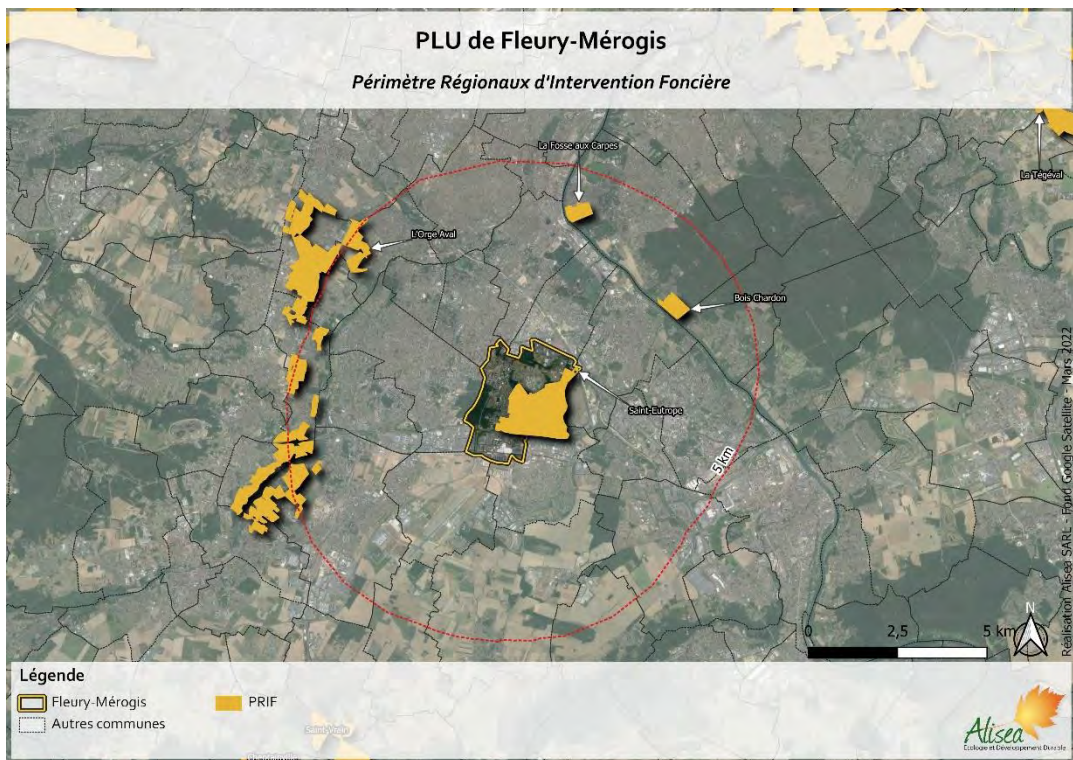 PLU de Fleury-Mérogis
Périmètre Régionaux d'Intervention Foncière
La Fosse aux Carpes
La Tégéval
L'Orge Aval
Bois Chardon
Saint-Eutrope
5 km
Réalisation Alisea SARL - Fond Google Satellite - Mars 2022
N
0 2,5 5 km
Légende
Fleury-Mérogis PRIF
Autres communes
Saint-Vrain
Alisea
Ecologie et Développement Durable